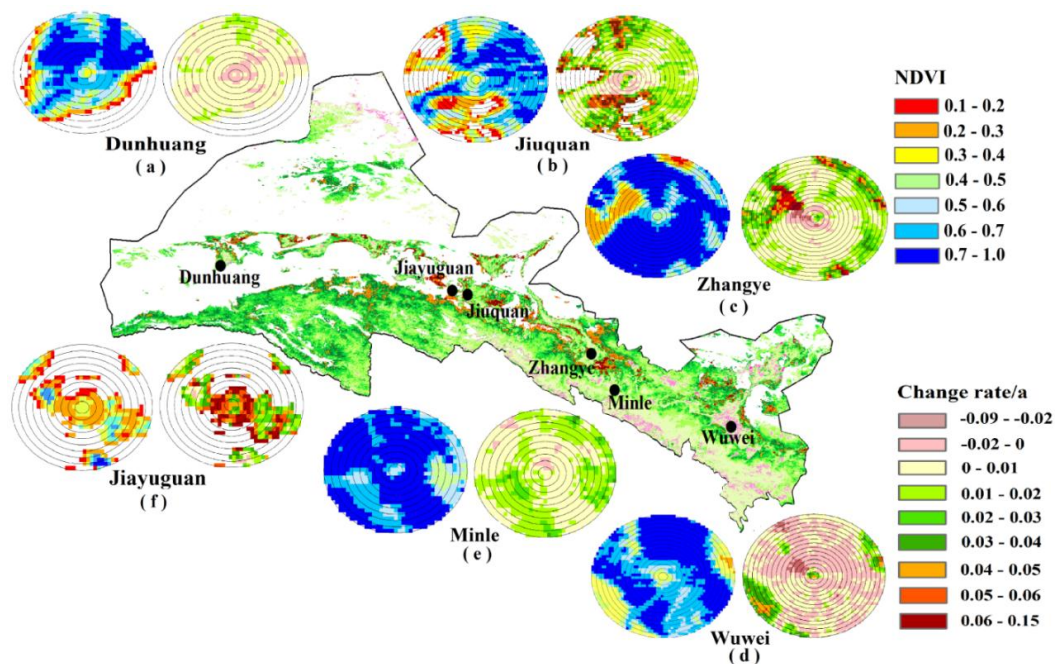 Dunhuang
( a )
Jiuquan
( b )
NDVI
0.1 - 0.2
0.2 - 0.3
0.3 - 0.4
0.4 - 0.5
0.5 - 0.6
0.6 - 0.7
0.7 - 1.0
Zhangye
( c )
Dunhuang
Jiayuguan
Jiuquan
Zhangye
Minle
Wuwei
Jiayuguan
( f )
Minle
( e )
Wuwei
( d )
Change rate/a
-0.09 - -0.02
-0.02 - 0
0 - 0.01
0.01 - 0.02
0.02 - 0.03
0.03 - 0.04
0.04 - 0.05
0.05 - 0.06
0.06 - 0.15